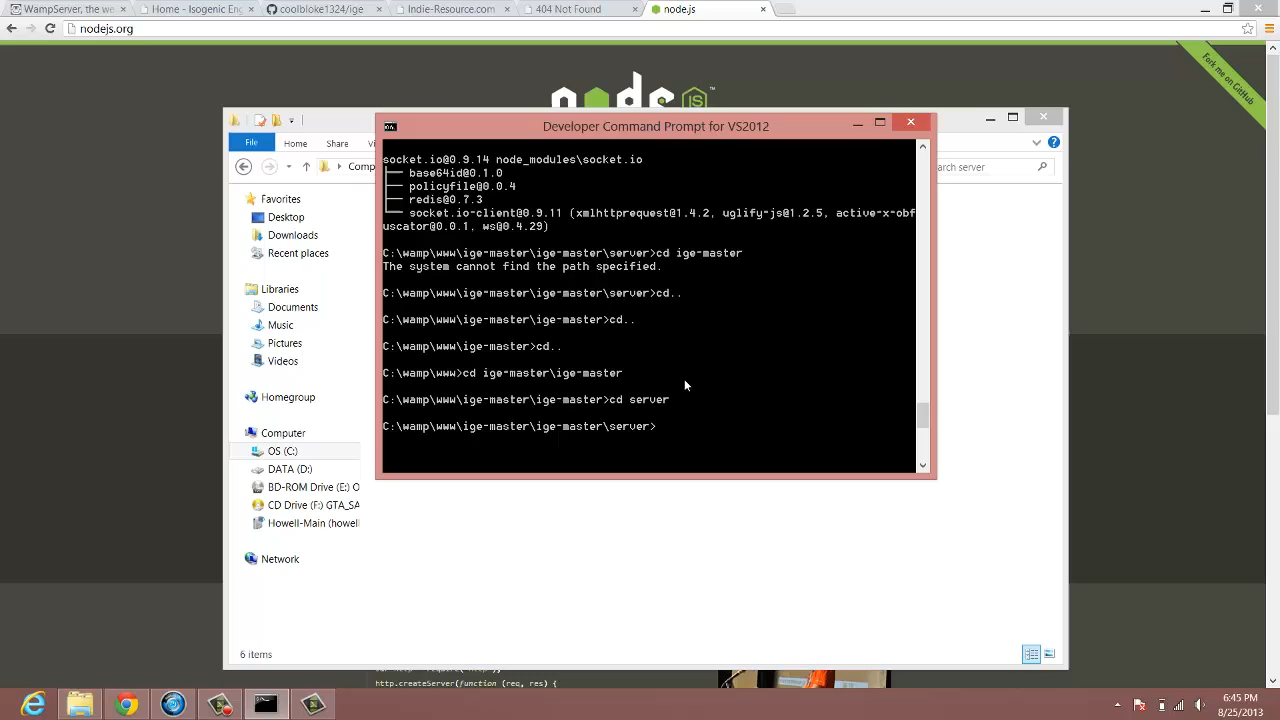 WampServer, the we
Home - Isogenic Eng
coolbloke1324/ige
Indie-Resource.com
404 Not Found
node.js
nodejs.org
Fork me on GitHub
node
JS
TM
Developer Command Prompt for VS2012
File
Home
Share
Comp
earch server
Favorites
Desktop
Downloads
Recent places
Libraries
Documents
Music
Pictures
Videos
Homegroup
Computer
OS (C:)
DATA (D:)
BD-ROM Drive (E:) O
CD Drive (F:) GTA_SA
Howell-Main (howell
Network
6 items
socket.io@0.9.14 node_modules\socket.io
├── base64id@0.1.0
├── policyfile@0.0.4
├── redis@0.7.3
└── socket.io-client@0.9.11 (xmlhttprequest@1.4.2, uglify-js@1.2.5, active-x-obf
uscator@0.0.1, ws@0.4.29)
C:\wamp\www\ige-master\ige-master\server>cd ige-master
The system cannot find the path specified.
C:\wamp\www\ige-master\ige-master\server>cd..
C:\wamp\www\ige-master\ige-master>cd..
C:\wamp\www\ige-master>cd..
C:\wamp\www>cd ige-master\ige-master
C:\wamp\www\ige-master\ige-master>cd server
C:\wamp\www\ige-master\ige-master\server>
http.createServer(function (req, res) {
6:45 PM
8/25/2013